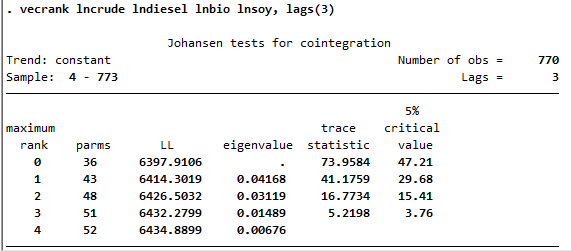 . vecrank lncrude lndiesel lnbio lnsoy, lags(3)
Johansen tests for cointegration
Trend: constant Number of obs = 770
Sample: 4 - 773 Lags = 3
5%
maximum trace critical
rank parms LL eigenvalue statistic value
0 36 6397.9106 . 73.9584 47.21
1 43 6414.3019 0.04168 41.1759 29.68
2 48 6426.5032 0.03119 16.7734 15.41
3 51 6432.2799 0.01489 5.2198 3.76
4 52 6434.8899 0.00676